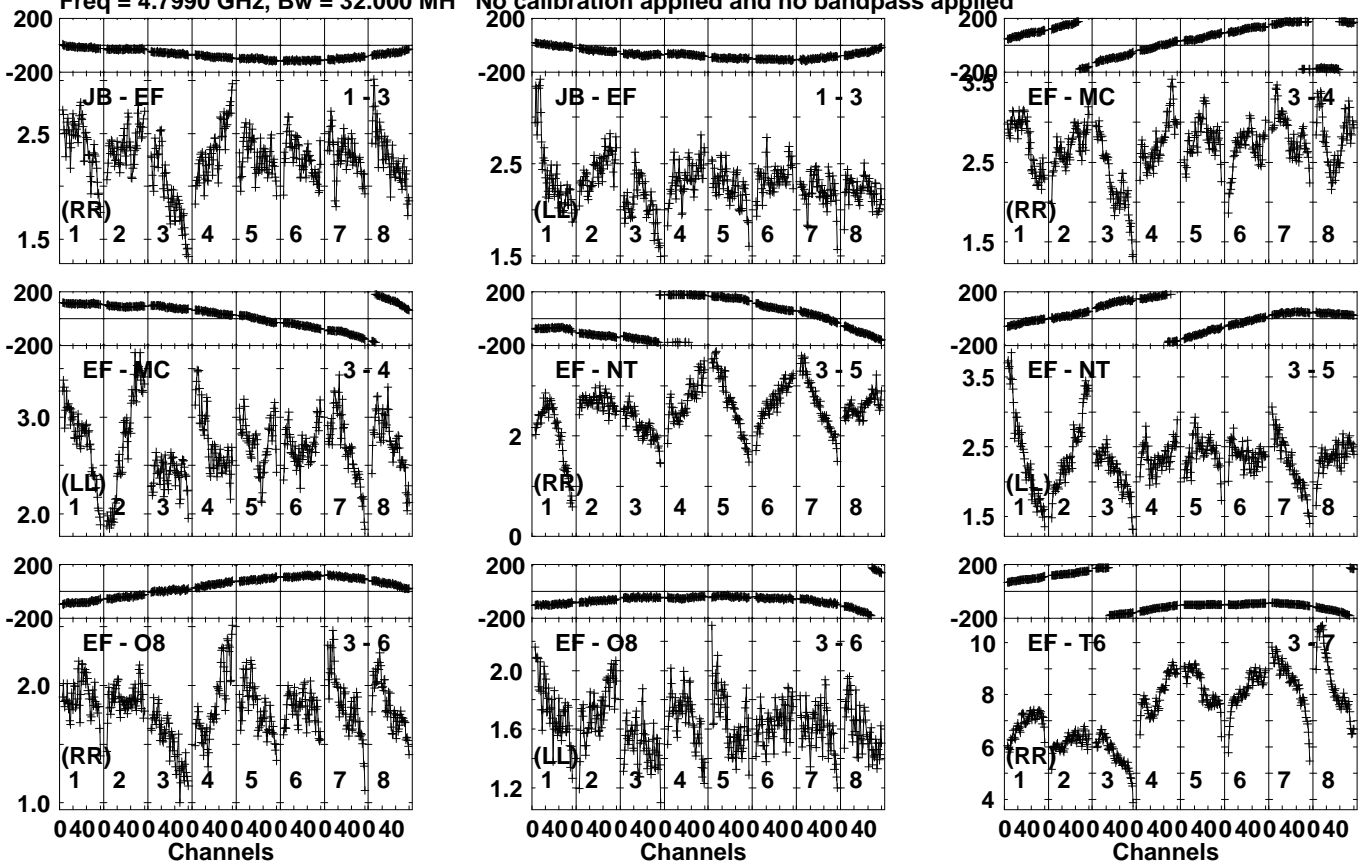 Freq = 4.7990 GHz, Bw = 32.000 MH No calibration applied and no bandpass applied
200 200 200
-200 -200 -200
JB - EF 1 - 3 JB - EF 1 - 3 3.5 EF - MC 3 - 4
2.5 2.5 2.5
(RR) (LL) (RR)
1.5 1 2 3 4 5 6 7 8 1.5 1 2 3 4 5 6 7 8 1.5 1 2 3 4 5 6 7 8
200 200 200
-200 -200 -200
EF - MC 3 - 4 EF - NT 3 - 5 3.5 EF - NT 3 - 5
3.0 2 2.5
(LL) (RR) (LL)
2.0 1 2 3 4 5 6 7 8 0 1 2 3 4 5 6 7 8 1.5 1 2 3 4 5 6 7 8
200 200 200
-200 -200 -200
EF - O8 3 - 6 EF - O8 3 - 6 10 EF - T6 3 - 7
2.0 2.0 8
1.6 6
(RR) (LL) (RR)
1.0 1 2 3 4 5 6 7 8 1.2 1 2 3 4 5 6 7 8 4 1 2 3 4 5 6 7 8
0 40 0 40 0 40 0 40 0 40 0 40 0 40 0 40 0 40 0 40 0 40 0 40 0 40 0 40 0 40 0 40 0 40 0 40 0 40 0 40 0 40 0 40 0 40 0 40
Channels Channels Channels